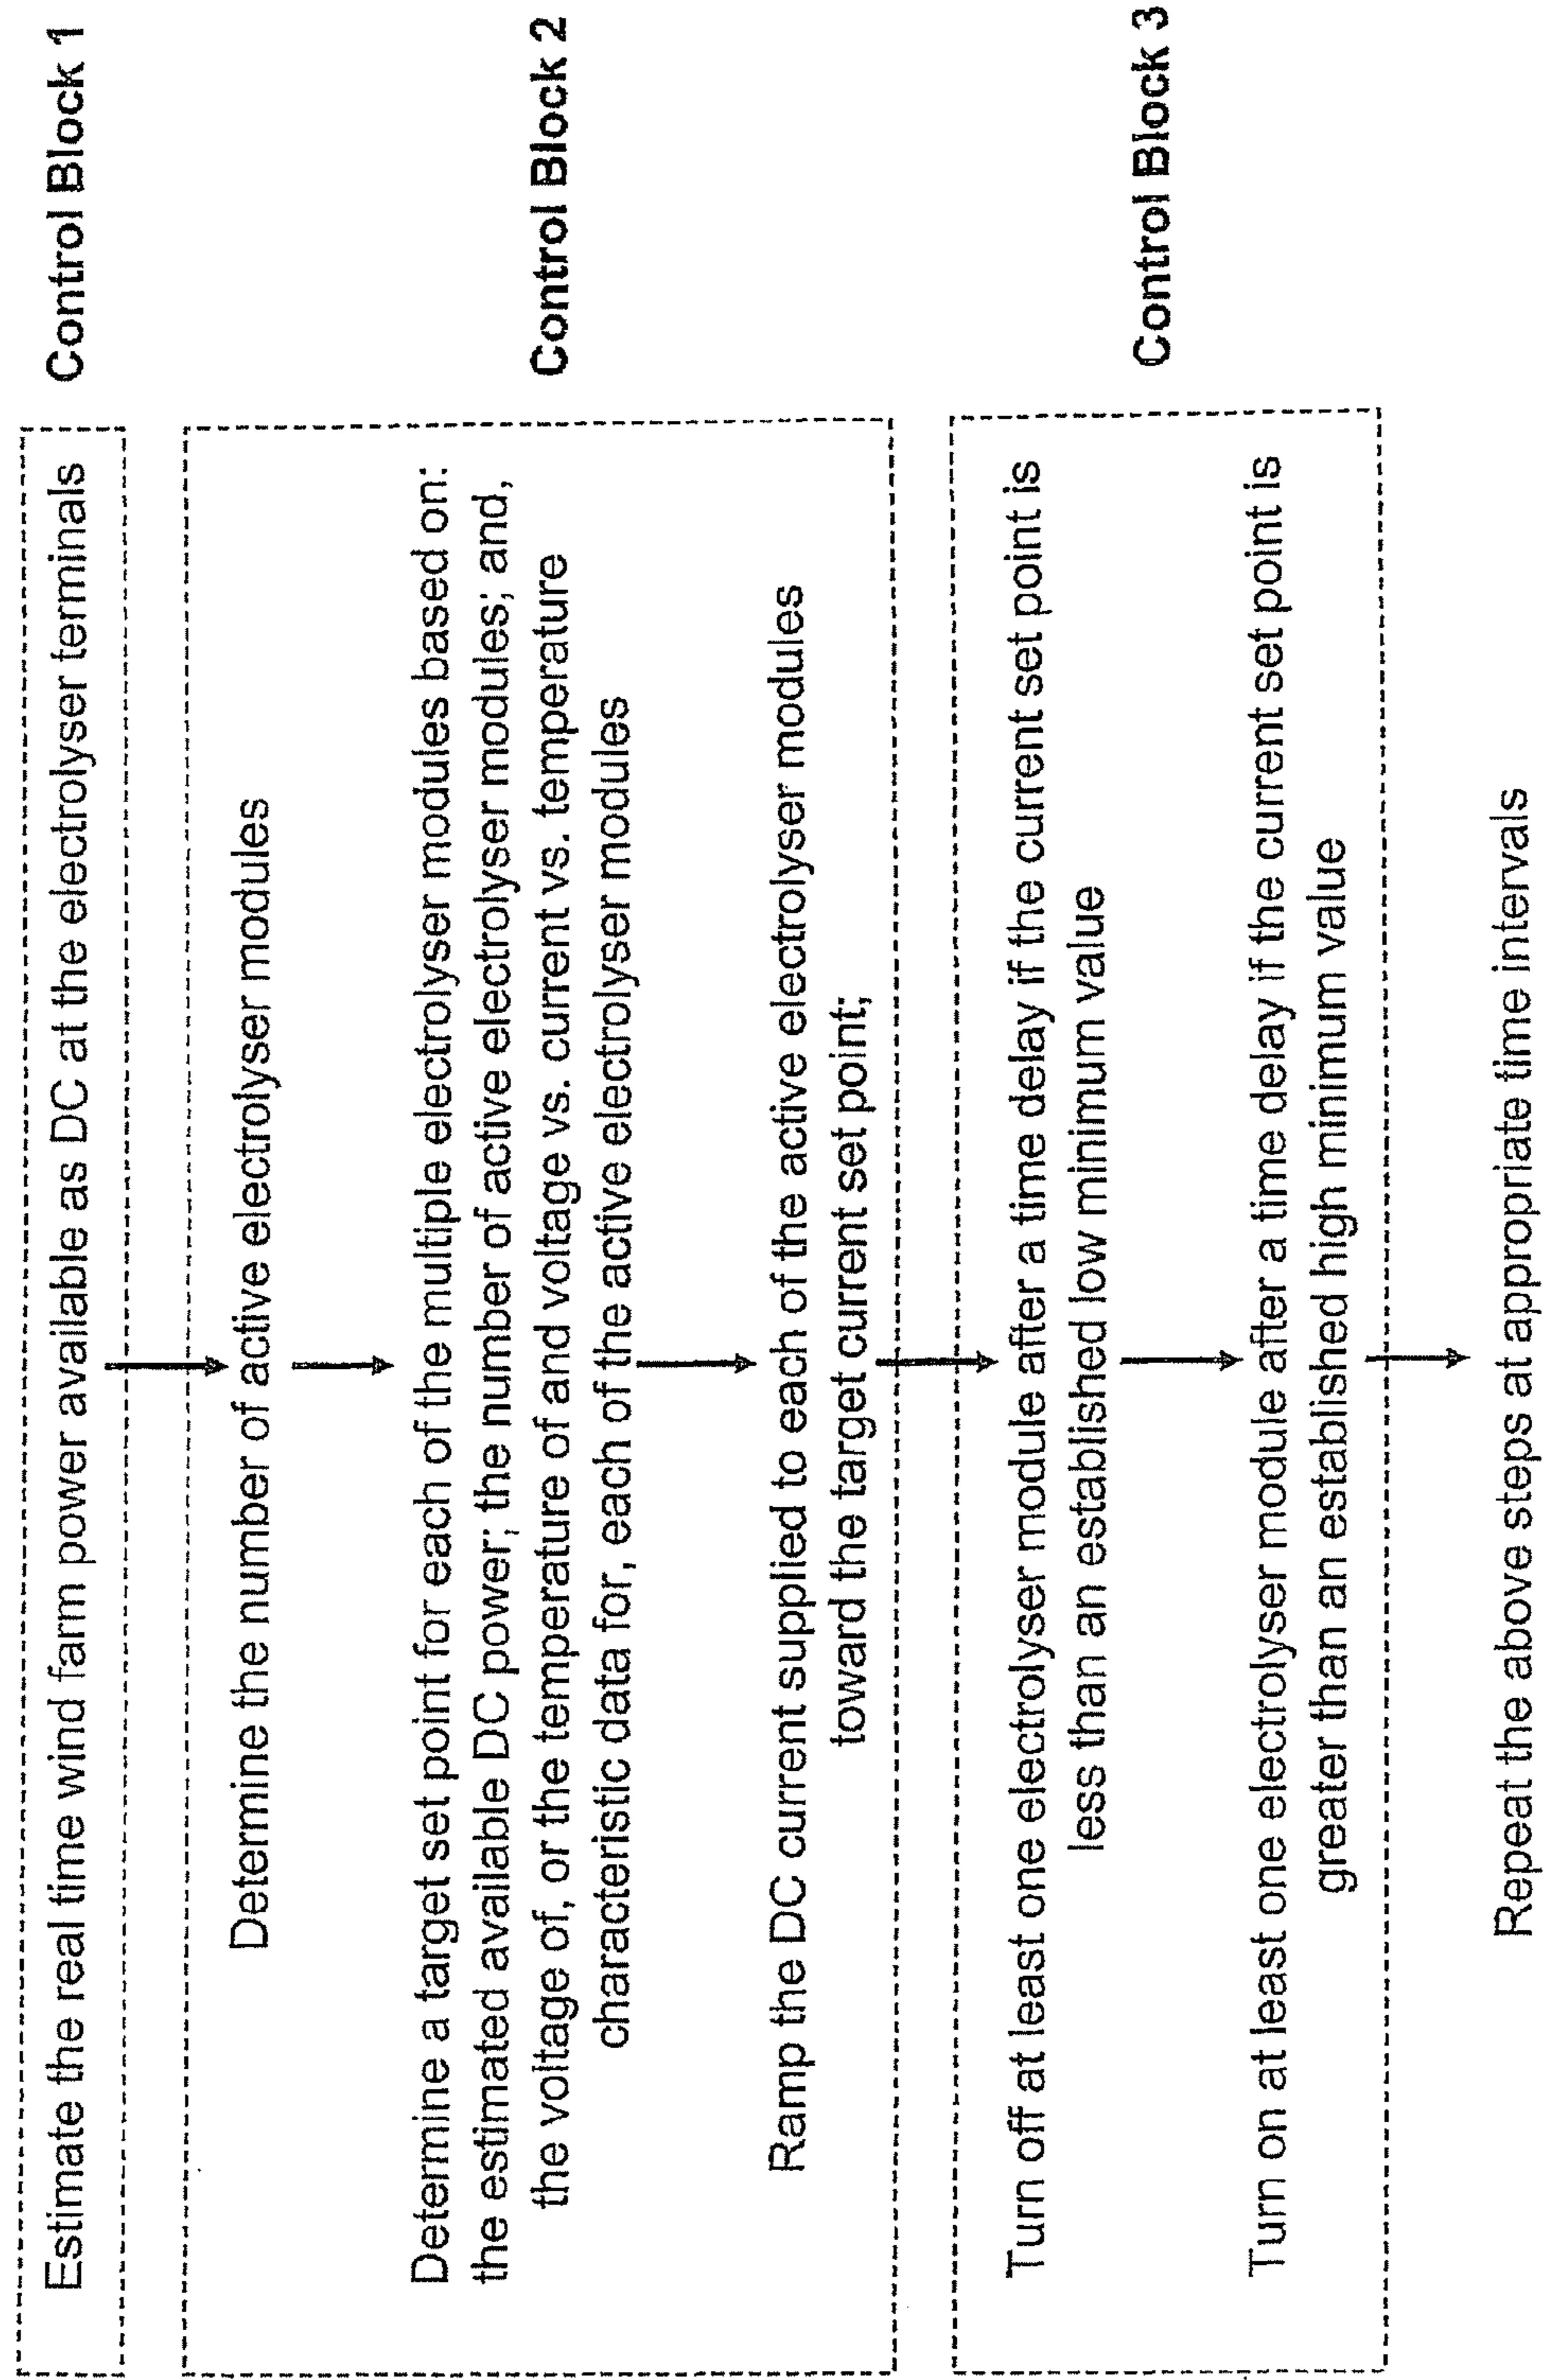 Estimate the real time wind farm power available as DC at the electrolyser terminals
Control Block 1
Determine the number of active electrolyser modules
Determine a target set point for each of the multiple electrolyser modules based on:
the estimated available DC power; the number of active electrolyser modules; and,
the voltage of, or the temperature of and voltage vs. current vs. temperature
characteristic data for, each of the active electrolyser modules
Control Block 2
Ramp the DC current supplied to each of the active electrolyser modules
toward the target current set point;
Turn off at least one electrolyser module after a time delay if the current set point is
less than an established low minimum value
Control Block 3
Turn on at least one electrolyser module after a time delay if the current set point is
greater than an established high minimum value
Repeat the above steps at appropriate time intervals